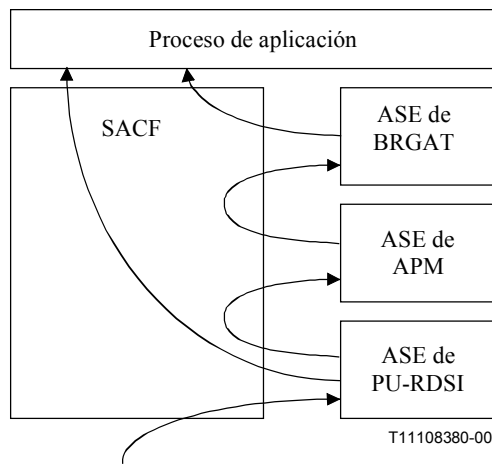 Proceso de aplicación
SACF
ASE de
BRGAT
ASE de
APM
ASE de
PU-RDSI
T11108380-00